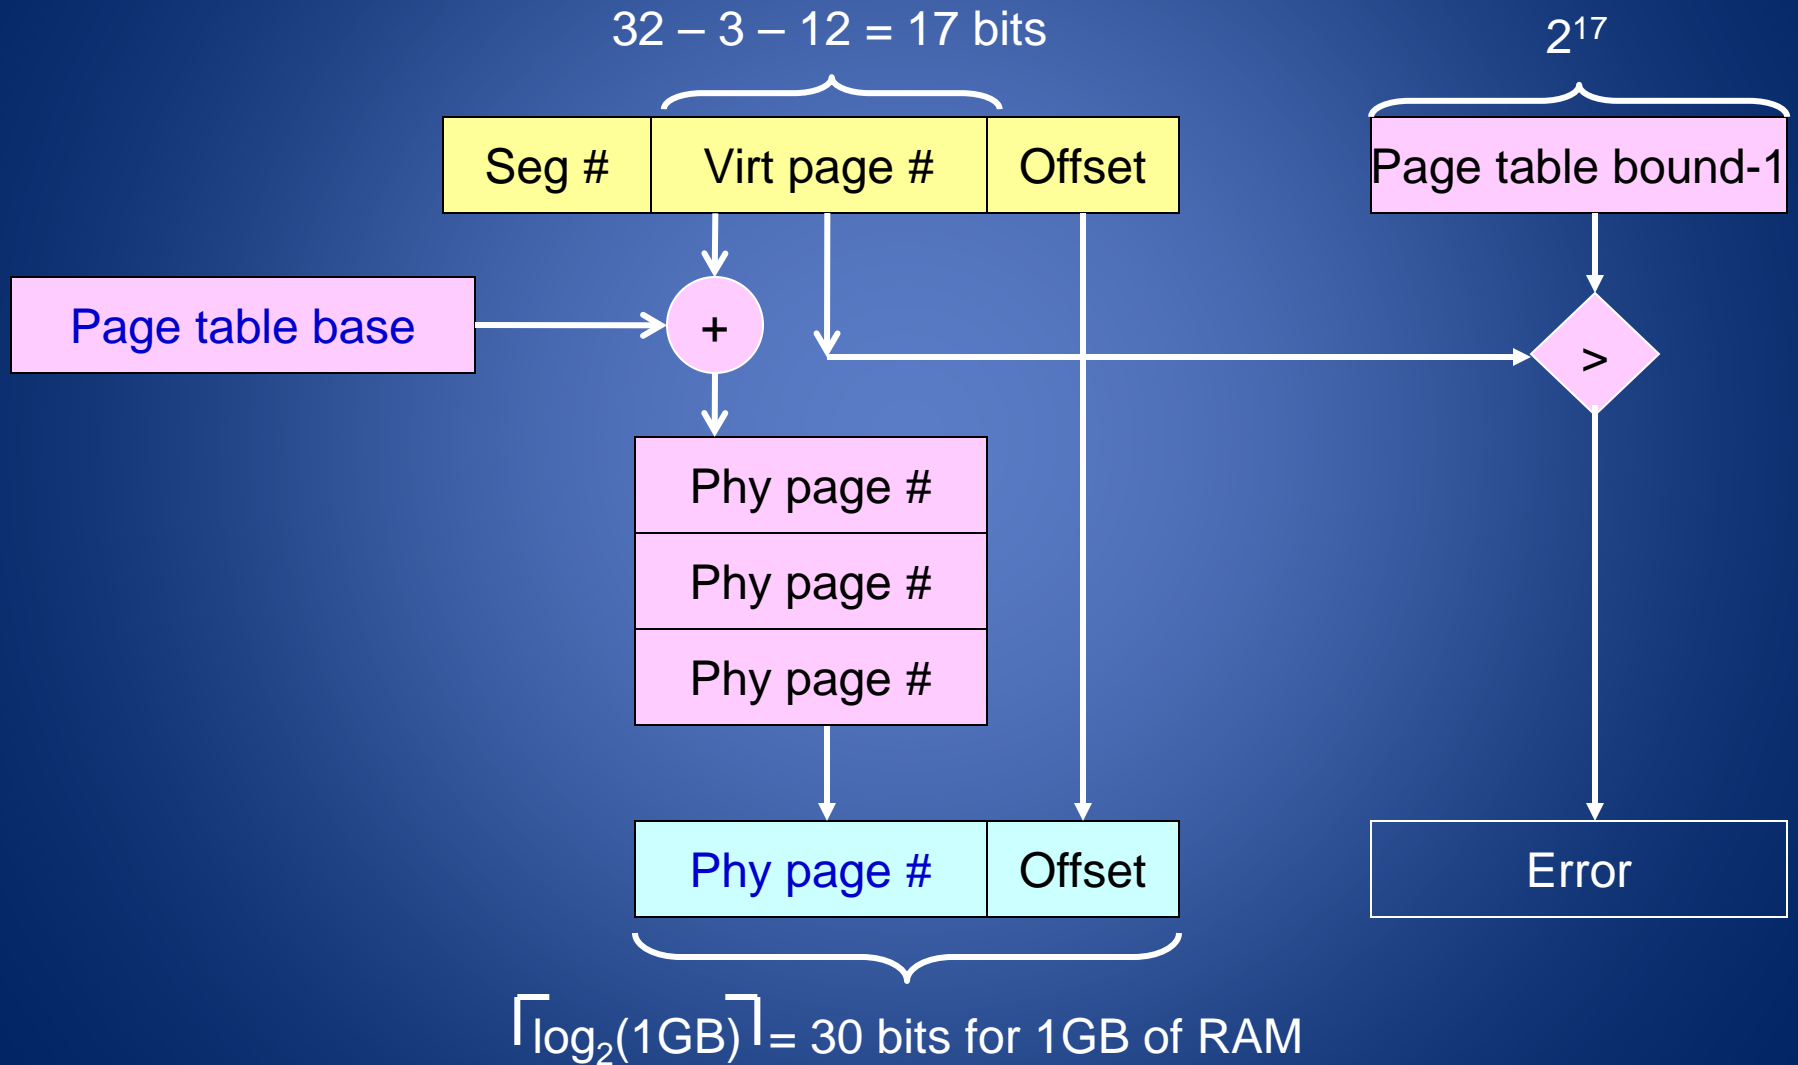 32 – 3 – 12 = 17 bits
2¹⁷
Seg #
Virt page #
Offset
Page table bound-1
Page table base
+
>
Phy page #
Phy page #
Phy page #
Phy page #
Offset
Error
⌈log₂(1GB)⌉ = 30 bits for 1GB of RAM